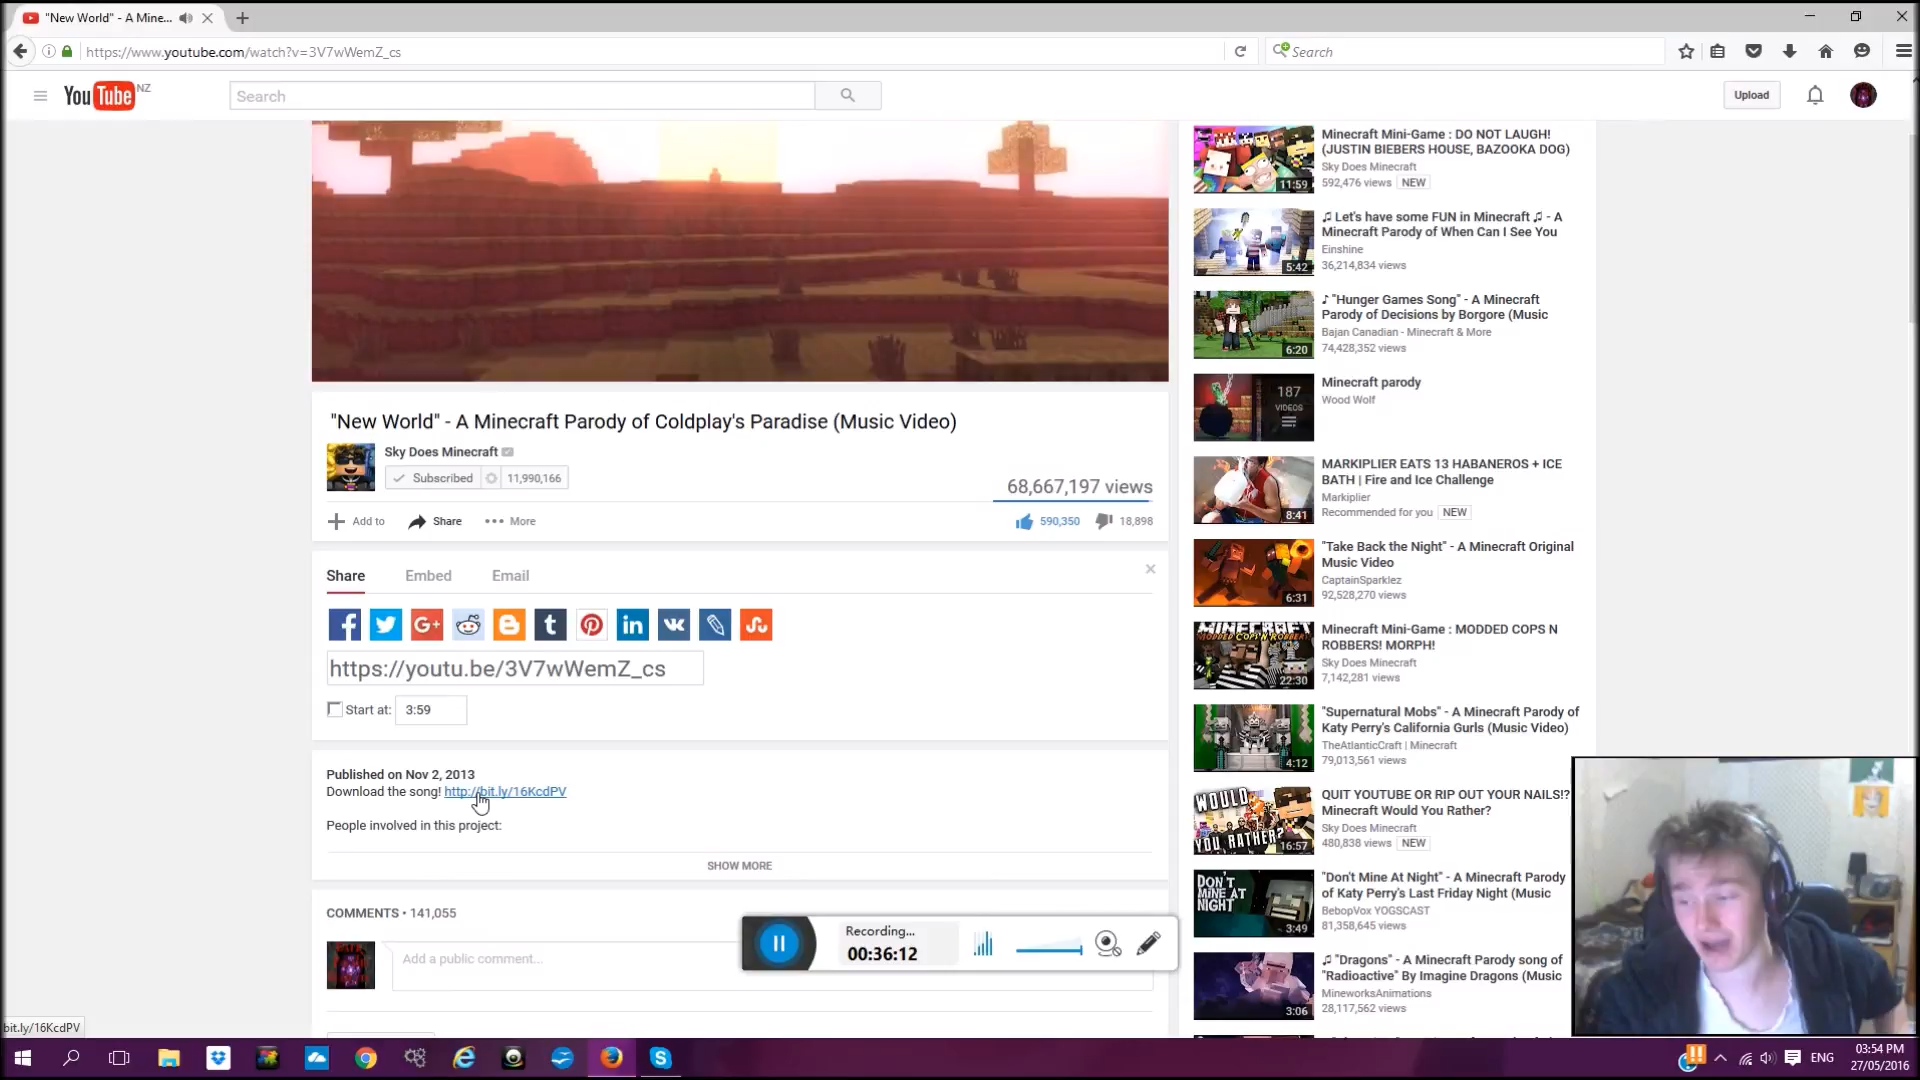 "New World" - A Mine...
https://www.youtube.com/watch?v=3V7wWemZ_cs
Search
YouTube NZ
Search
Upload
"New World" - A Minecraft Parody of Coldplay's Paradise (Music Video)
Sky Does Minecraft
Subscribed 11,990,166
68,667,197 views
Add to Share More
590,350 18,898
Share Embed Email
https://youtu.be/3V7wWemZ_cs
Start at: 3:59
Published on Nov 2, 2013
Download the song! http://bit.ly/16KcdPV
People involved in this project:
SHOW MORE
COMMENTS • 141,055
Add a public comment...
Recording...
00:36:12
bit.ly/16KcdPV
Minecraft Mini-Game : DO NOT LAUGH!
(JUSTIN BIEBERS HOUSE, BAZOOKA DOG)
Sky Does Minecraft
592,476 views NEW
11:59
♫ Let's have some FUN in Minecraft ♫ - A
Minecraft Parody of When Can I See You
Einshine
36,214,834 views
5:42
♪ "Hunger Games Song" - A Minecraft
Parody of Decisions by Borgore (Music
Bajan Canadian - Minecraft & More
74,428,352 views
6:20
Minecraft parody
Wood Wolf
187
VIDEOS
MARKIPLIER EATS 13 HABANEROS + ICE
BATH | Fire and Ice Challenge
Markiplier
Recommended for you NEW
8:41
"Take Back the Night" - A Minecraft Original
Music Video
CaptainSparklez
92,528,270 views
6:31
Minecraft Mini-Game : MODDED COPS N
ROBBERS! MORPH!
Sky Does Minecraft
7,142,281 views
MINECRAFT
MODDED COPS N ROBBERS
22:30
"Supernatural Mobs" - A Minecraft Parody of
Katy Perry's California Gurls (Music Video)
TheAtlanticCraft | Minecraft
79,013,561 views
4:12
QUIT YOUTUBE OR RIP OUT YOUR NAILS!?
Minecraft Would You Rather?
Sky Does Minecraft
480,838 views NEW
WOULD
YOU RATHER?
16:57
"Don't Mine At Night" - A Minecraft Parody
of Katy Perry's Last Friday Night (Music
BebopVox YOGSCAST
81,358,645 views
DON'T
MINE AT
NIGHT
3:49
♫ "Dragons" - A Minecraft Parody song of
"Radioactive" By Imagine Dragons (Music
MineworksAnimations
28,117,562 views
3:06
ENG
03:54 PM
27/05/2016